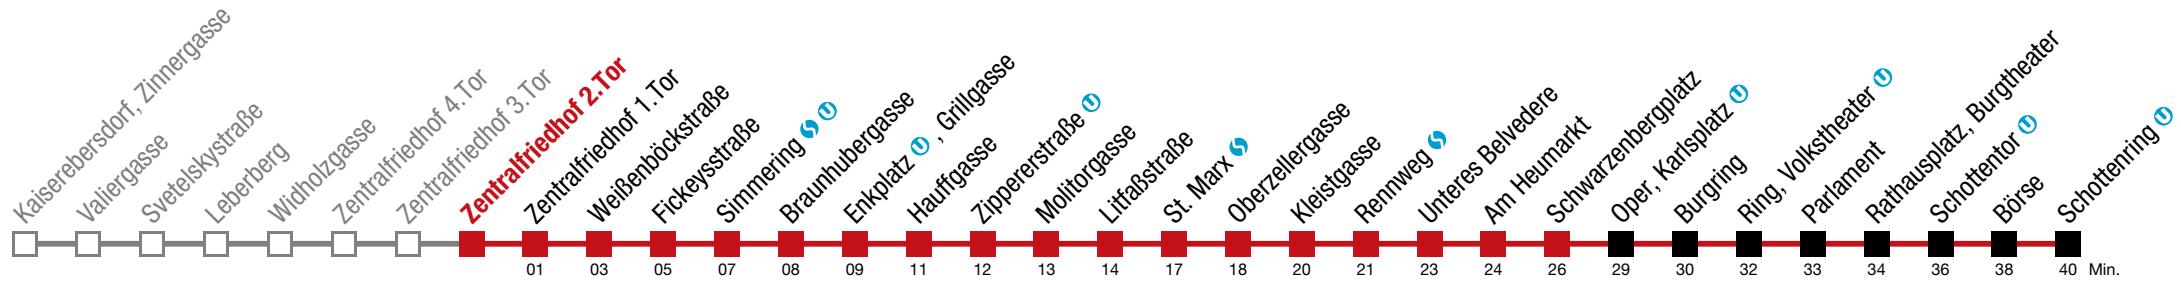 Kaiserebersdorf, Zinnergasse
Valiergasse
Svetelskystraße
Leberberg
Widholzgasse
Zentralfriedhof 4.Tor
Zentralfriedhof 3.Tor
Zentralfriedhof 2.Tor
Zentralfriedhof 1.Tor
Weißenböckstraße
Fickeysstraße
Simmering S U
Braunhubergasse
Enkplatz U , Grillgasse
Hauffgasse
Zippererstraße U
Molitorgasse
Litfaßstraße
St. Marx S
Oberzellergasse
Kleistgasse
Rennweg S
Unteres Belvedere
Am Heumarkt
Schwarzenbergplatz
Oper, Karlsplatz U
Burgring
Ring, Volkstheater U
Parlament
Rathausplatz, Burgtheater
Schottentor U
Börse
Schottenring U
01 03 05 07 08 09 11 12 13 14 17 18 20 21 23 24 26 29 30 32 33 34 36 38 40 Min.